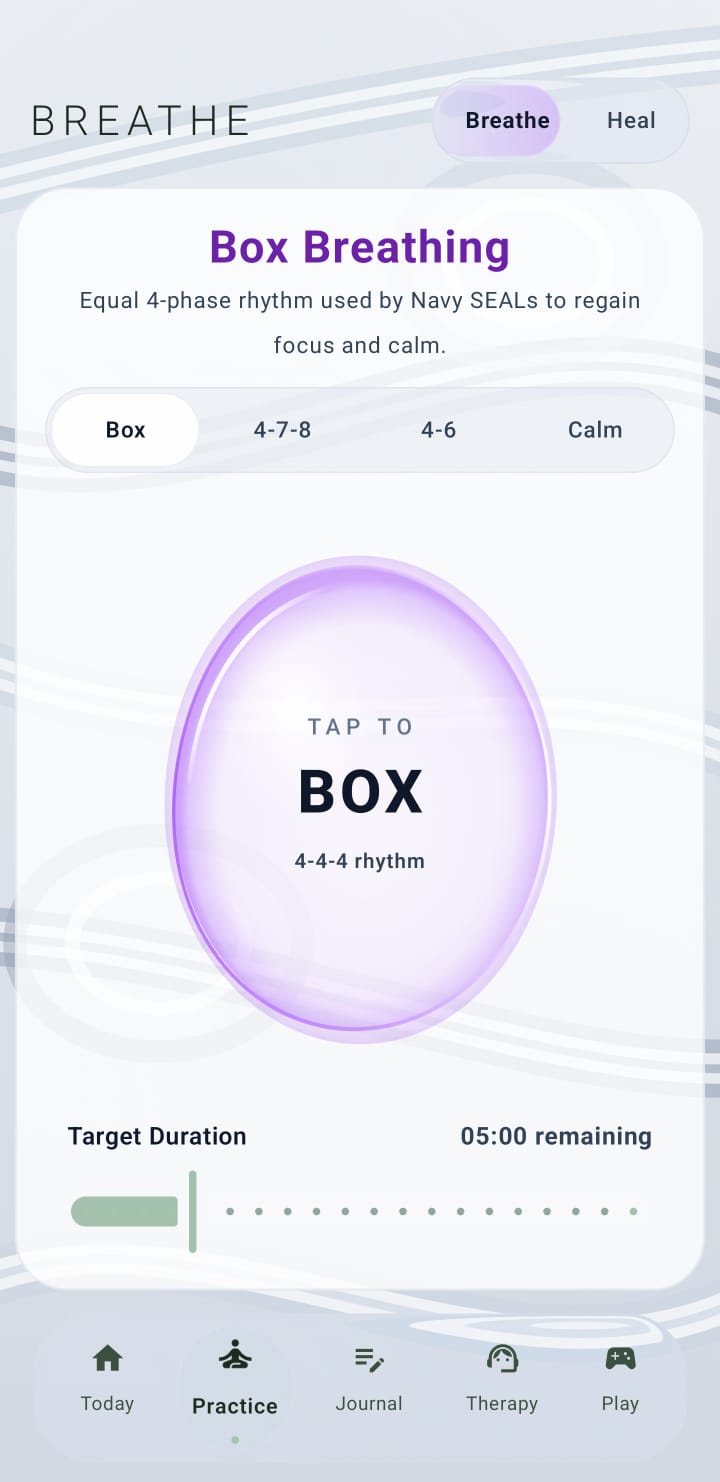 BREATHE
Breathe
Heal
Box Breathing
Equal 4-phase rhythm used by Navy SEALs to regain
focus and calm.
Box
4-7-8
4-6
Calm
TAP TO
BOX
4-4-4 rhythm
Target Duration
05:00 remaining
Today
Practice
Journal
Therapy
Play